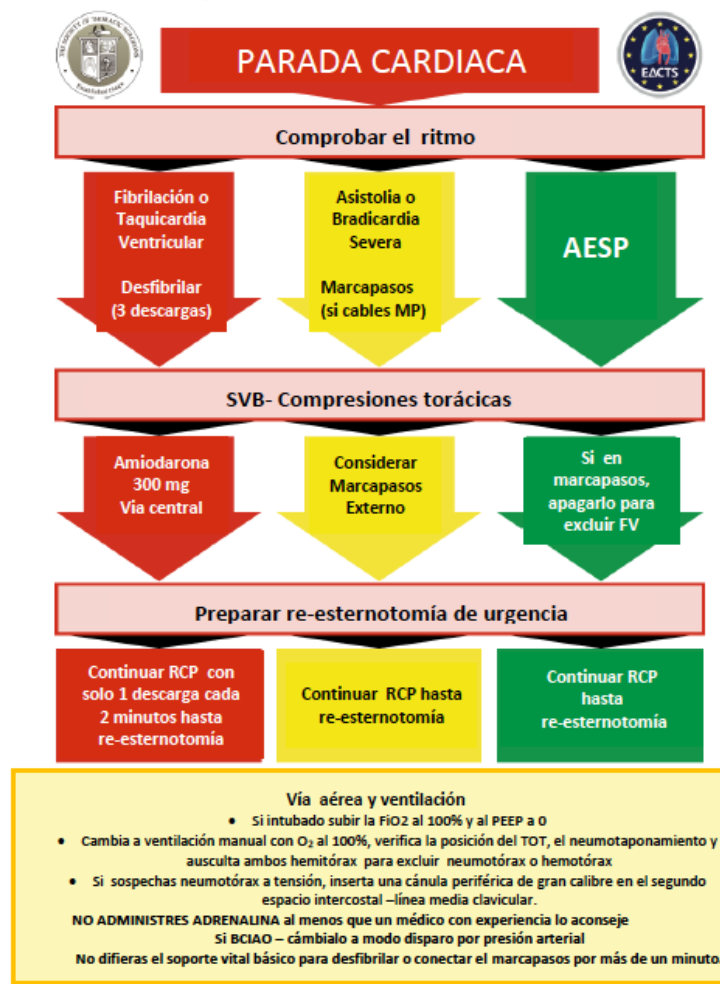 THE SOCIETY OF THORACIC SURGEONS
Established 1964
EACTS
PARADA CARDIACA
Comprobar el ritmo
Fibrilación o
Taquicardia
Ventricular
Desfibrilar
(3 descargas)
Asistolia o
Bradicardia
Severa
Marcapasos
(si cables MP)
AESP
SVB- Compresiones torácicas
Amiodarona
300 mg
Via central
Considerar
Marcapasos
Externo
Si en
marcapasos,
apagarlo para
excluir FV
Preparar re-esternotomía de urgencia
Continuar RCP con
solo 1 descarga cada
2 minutos hasta
re-esternotomía
Continuar RCP hasta
re-esternotomía
Continuar RCP
hasta
re-esternotomía
Vía aérea y ventilación
• Si intubado subir la FiO2 al 100% y al PEEP a 0
• Cambia a ventilación manual con O₂ al 100%, verifica la posición del TOT, el neumotaponamiento y
ausculta ambos hemitórax para excluir neumotórax o hemotórax
• Si sospechas neumotórax a tensión, inserta una cánula periférica de gran calibre en el segundo
espacio intercostal –línea media clavicular.
NO ADMINISTRES ADRENALINA al menos que un médico con experiencia lo aconseje
Si BCIAO – cámbialo a modo disparo por presión arterial
No difieras el soporte vital básico para desfibrilar o conectar el marcapasos por más de un minuto.